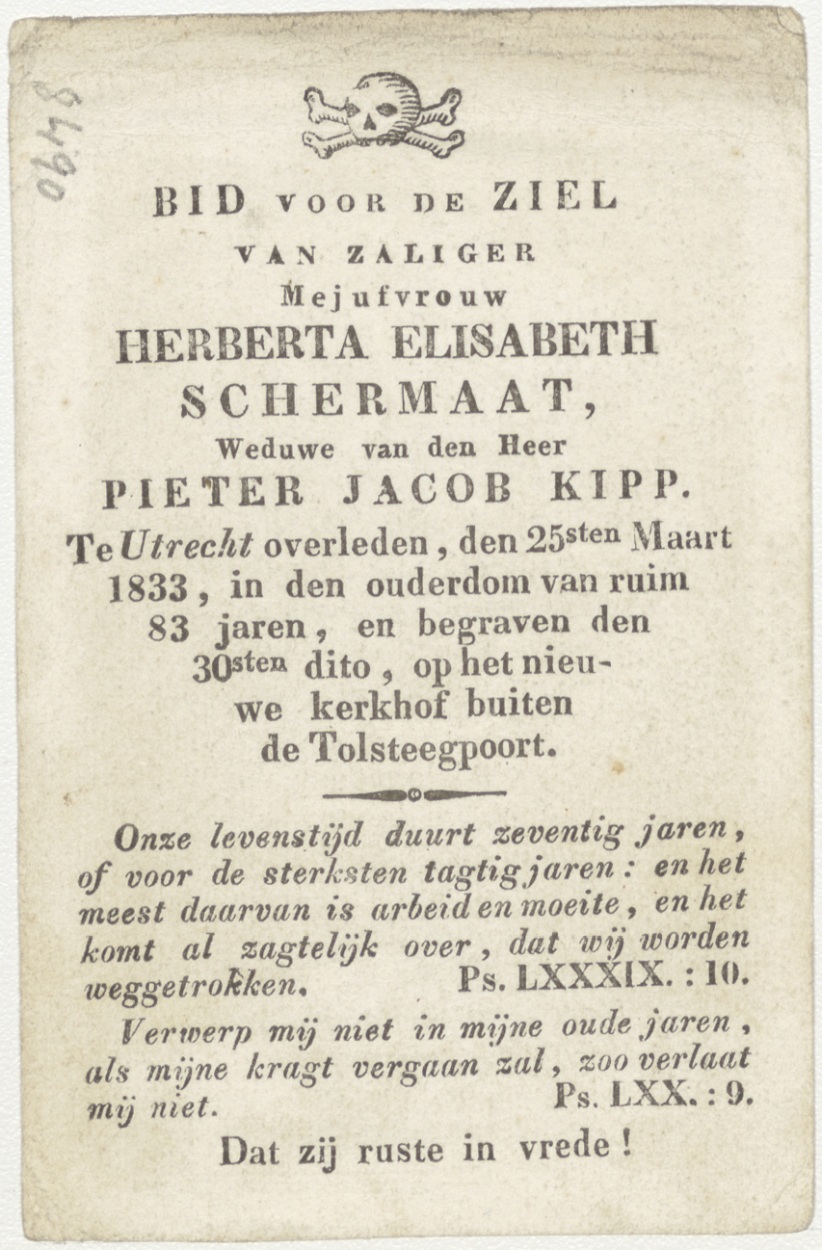 0648
BID VOOR DE ZIEL
VAN ZALIGER
Mejufvrouw
HERBERTA ELISABETH
SCHERMAAT,
Weduwe van den Heer
PIETER JACOB KIPP.
Te Utrecht overleden, den 25sten Maart
1833, in den ouderdom van ruim
83 jaren, en begraven den
30sten dito, op het nieu-
we kerkhof buiten
de Tolsteegpoort.
Onze levenstijd duurt zeventig jaren,
of voor de sterksten tagtig jaren: en het
meest daarvan is arbeid en moeite, en het
komt al zagtelijk over, dat wij worden
weggetrokken. Ps. LXXXIX. : 10.
Verwerp mij niet in mijne oude jaren,
als mijne kragt vergaan zal, zoo verlaat
mij niet. Ps. LXX. : 9.
Dat zij ruste in vrede!